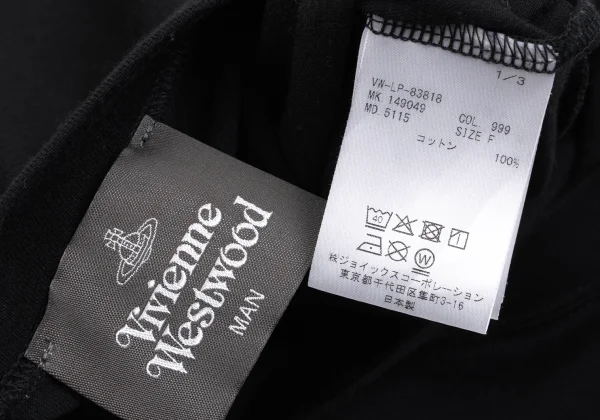 Vivienne
Westwood
MAN
1/3
VW-LP-83818
MK 149049 COL. 999
MD 5115 SIZE F
コットン 100%
40
W
㈱ジョイックスコーポレーション
東京都千代田区隼町3-16
日本製